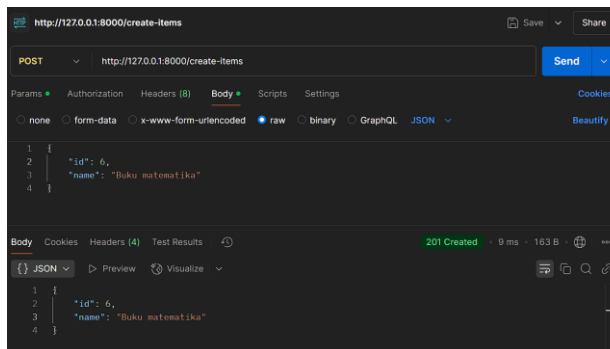 http://127.0.0.1:8000/create-items Save Share
POST http://127.0.0.1:8000/create-items Send
Params Authorization Headers (8) Body Scripts Settings Cookies
none form-data x-www-form-urlencoded raw binary GraphQL JSON Beautify
1 {
2 "id": 6,
3 "name": "Buku matematika"
4 }
Body Cookies Headers (4) Test Results 201 Created 9 ms 163 B
{} JSON Preview Visualize
1 {
2 "id": 6,
3 "name": "Buku matematika"
4 }